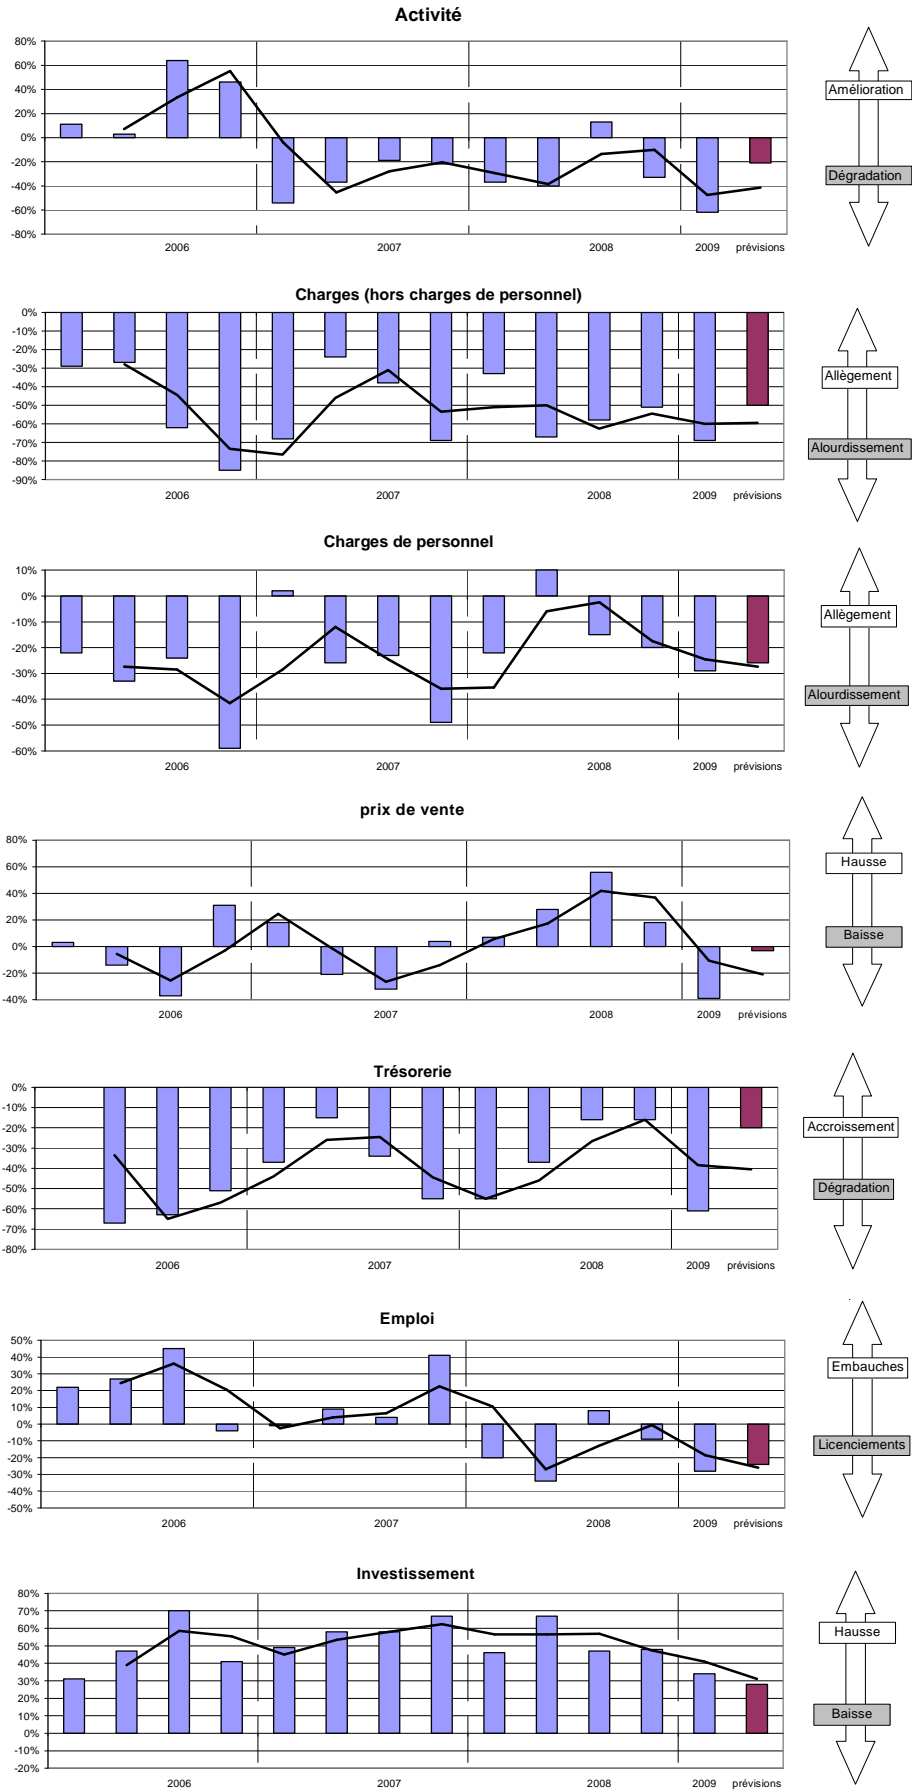 Activité
80%
60%
40%
20%
0%
-20%
-40%
-60%
-80%
2006 2007 2008 2009 prévisions
Amélioration
Dégradation
Charges (hors charges de personnel)
0%
-10%
-20%
-30%
-40%
-50%
-60%
-70%
-80%
-90%
2006 2007 2008 2009 prévisions
Allègement
Alourdissement
Charges de personnel
10%
0%
-10%
-20%
-30%
-40%
-50%
-60%
2006 2007 2008 2009 prévisions
Allègement
Alourdissement
prix de vente
80%
60%
40%
20%
0%
-20%
-40%
2006 2007 2008 2009 prévisions
Hausse
Baisse
Trésorerie
0%
-10%
-20%
-30%
-40%
-50%
-60%
-70%
-80%
2006 2007 2008 2009 prévisions
Accroissement
Dégradation
Emploi
50%
40%
30%
20%
10%
0%
-10%
-20%
-30%
-40%
-50%
2006 2007 2008 2009 prévisions
Embauches
Licenciements
Investissement
80%
70%
60%
50%
40%
30%
20%
10%
0%
-10%
-20%
2006 2007 2008 2009 prévisions
Hausse
Baisse